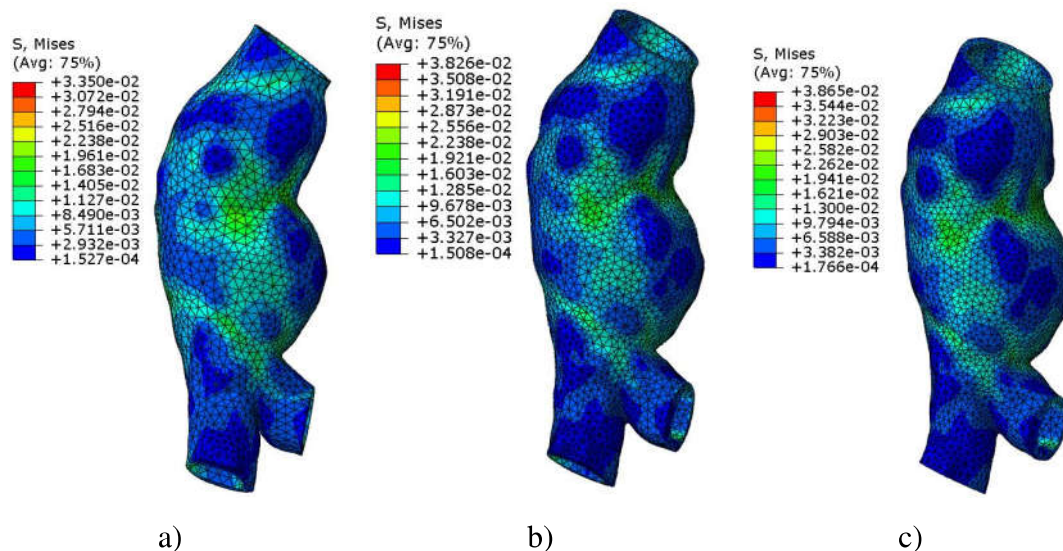 S, Mises
(Avg: 75%)
+3.350e-02
+3.072e-02
+2.794e-02
+2.516e-02
+2.238e-02
+1.961e-02
+1.683e-02
+1.405e-02
+1.127e-02
+8.490e-03
+5.711e-03
+2.932e-03
+1.527e-04
S, Mises
(Avg: 75%)
+3.826e-02
+3.508e-02
+3.191e-02
+2.873e-02
+2.556e-02
+2.238e-02
+1.921e-02
+1.603e-02
+1.285e-02
+9.678e-03
+6.502e-03
+3.327e-03
+1.508e-04
S, Mises
(Avg: 75%)
+3.865e-02
+3.544e-02
+3.223e-02
+2.903e-02
+2.582e-02
+2.262e-02
+1.941e-02
+1.621e-02
+1.300e-02
+9.794e-03
+6.588e-03
+3.382e-03
+1.766e-04
a)
b)
c)